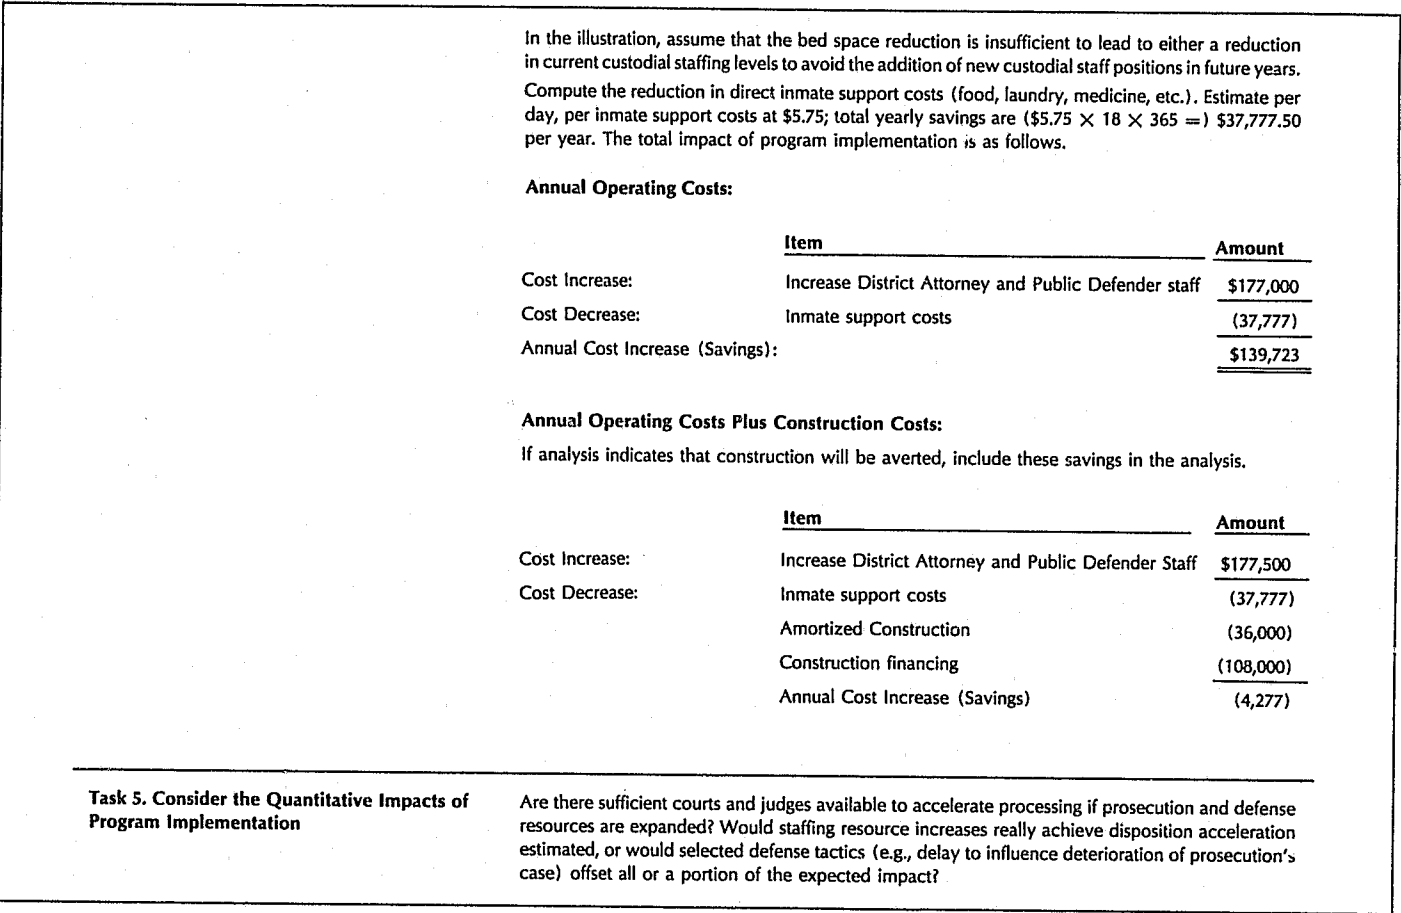 In the illustration, assume that the bed space reduction is insufficient to lead to either a reduction
in current custodial staffing levels to avoid the addition of new custodial staff positions in future years.
Compute the reduction in direct inmate support costs (food, laundry, medicine, etc.). Estimate per
day, per inmate support costs at $5.75; total yearly savings are ($5.75 × 18 × 365 =) $37,777.50
per year. The total impact of program implementation is as follows.
Annual Operating Costs:
Item Amount
Cost Increase: Increase District Attorney and Public Defender staff $177,000
Cost Decrease: Inmate support costs (37,777)
Annual Cost Increase (Savings): $139,723
Annual Operating Costs Plus Construction Costs:
If analysis indicates that construction will be averted, include these savings in the analysis.
Item Amount
Cost Increase: Increase District Attorney and Public Defender Staff $177,500
Cost Decrease: Inmate support costs (37,777)
Amortized Construction (36,000)
Construction financing (108,000)
Annual Cost Increase (Savings) (4,277)
Task 5. Consider the Quantitative Impacts of
Program Implementation
Are there sufficient courts and judges available to accelerate processing if prosecution and defense
resources are expanded? Would staffing resource increases really achieve disposition acceleration
estimated, or would selected defense tactics (e.g., delay to influence deterioration of prosecution's
case) offset all or a portion of the expected impact?